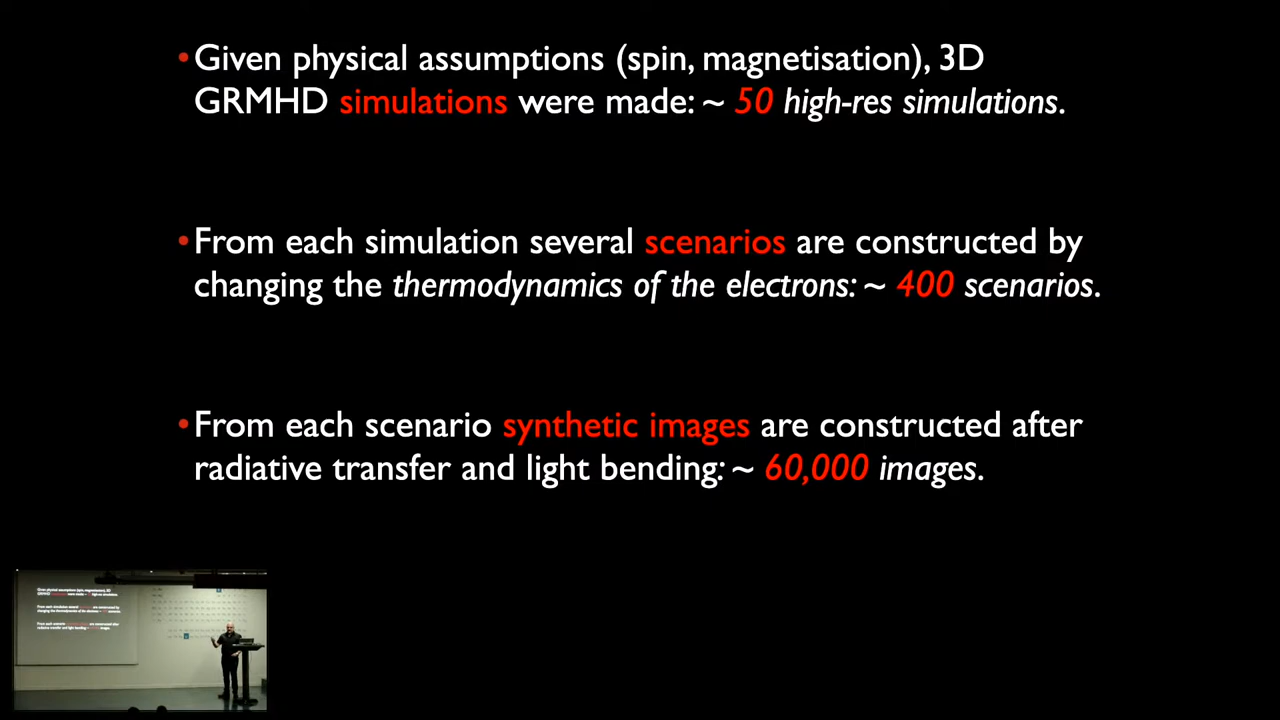 •Given physical assumptions (spin, magnetisation), 3D
GRMHD simulations were made: ~ 50 high-res simulations.
•From each simulation several scenarios are constructed by
changing the thermodynamics of the electrons: ~ 400 scenarios.
•From each scenario synthetic images are constructed after
radiative transfer and light bending: ~ 60,000 images.